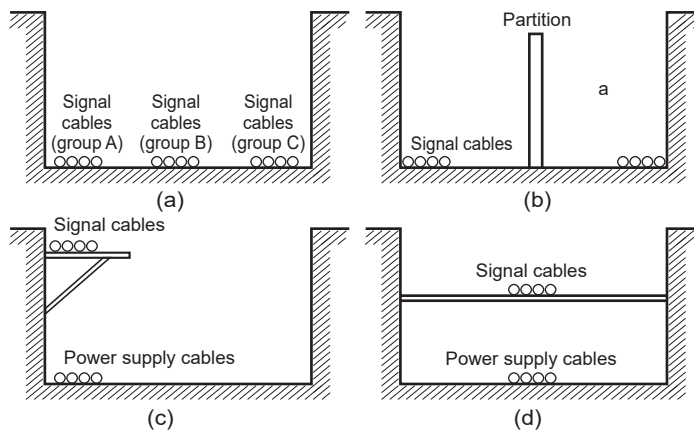 Signal
cables
(group A)
Signal
cables
(group B)
Signal
cables
(group C)
(a)
Partition
a
Signal cables
(b)
Signal cables
Power supply cables
(c)
Signal cables
Power supply cables
(d)